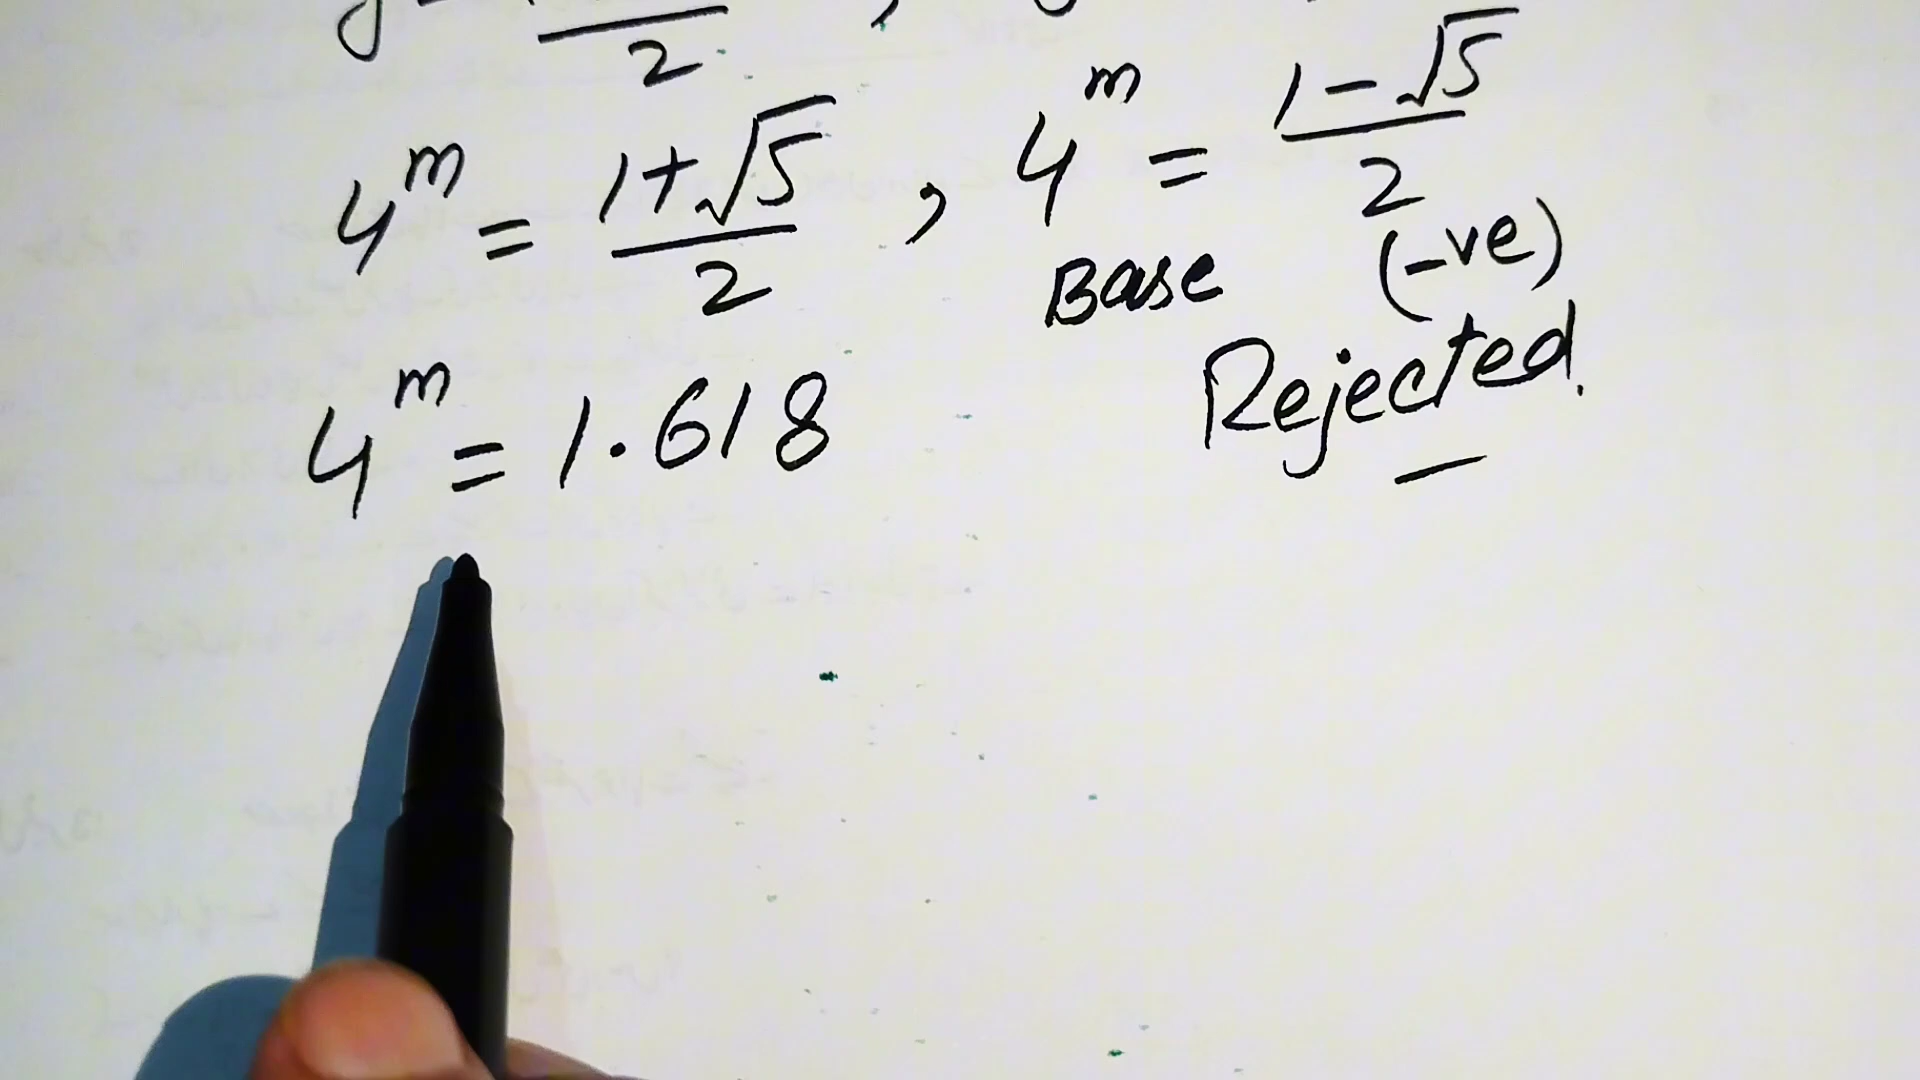 2
4^m = (1+√5)/2 , 4^m = (1-√5)/2
Base (-ve)
Rejected.
4^m = 1.618